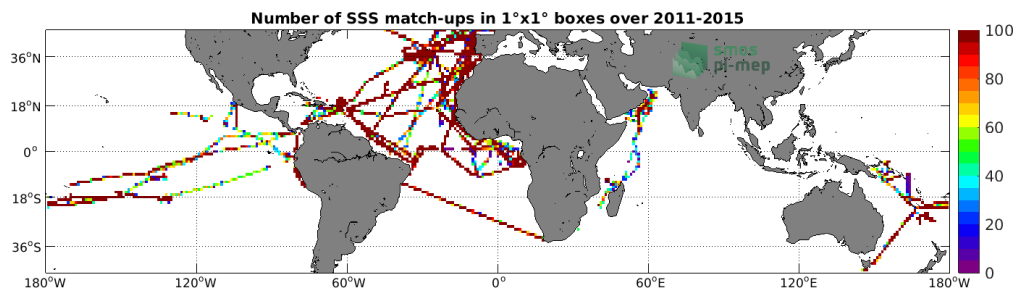 Number of SSS match-ups in 1°x1° boxes over 2011-2015
smos
pi-mep
36°N
18°N
0°
18°S
36°S
180°W
120°W
60°W
0°
60°E
120°E
180°W
100
80
60
40
20
0